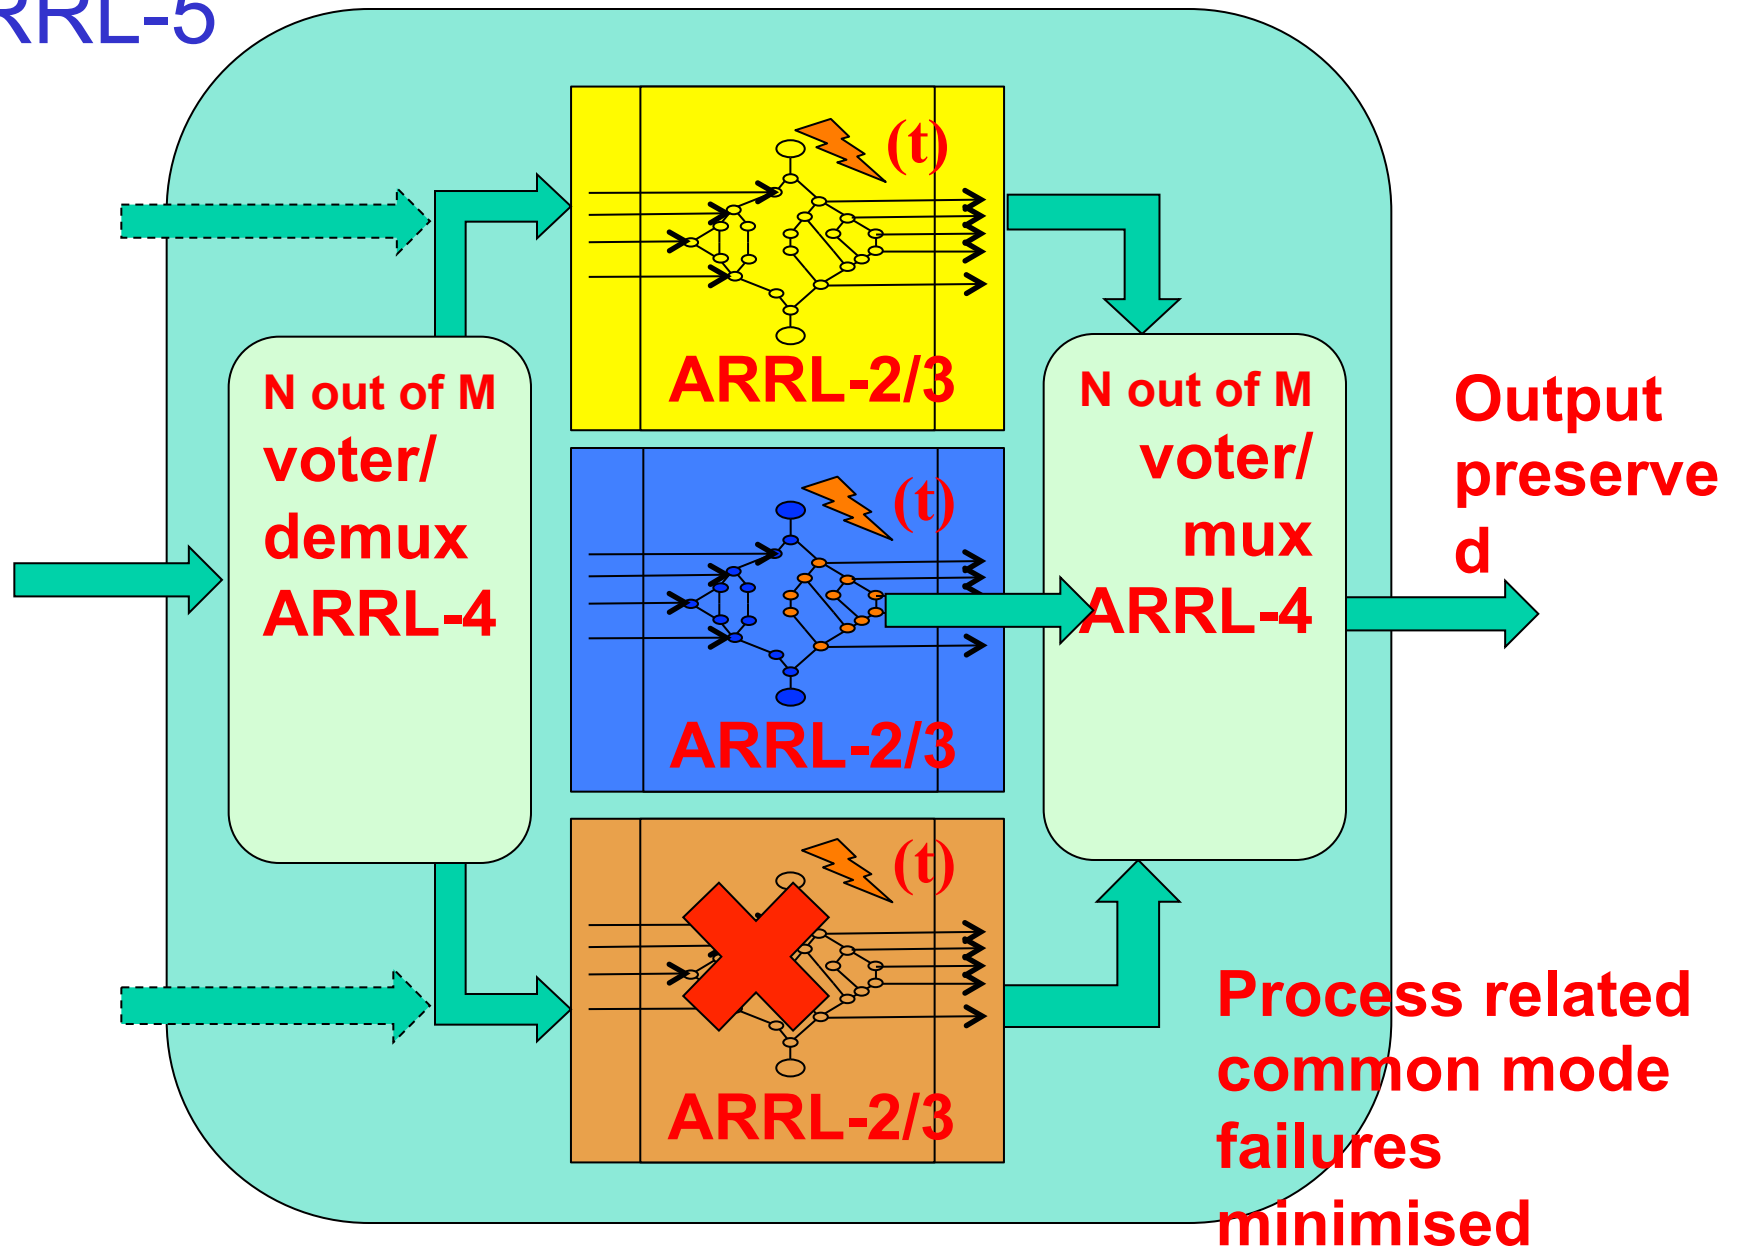 RRL-5
(t)
ARRL-2/3
N out of M
voter/
demux
ARRL-4
(t)
ARRL-2/3
(t)
ARRL-2/3
N out of M
voter/
mux
ARRL-4
Output
preserve
d
Process related
common mode
failures
minimised